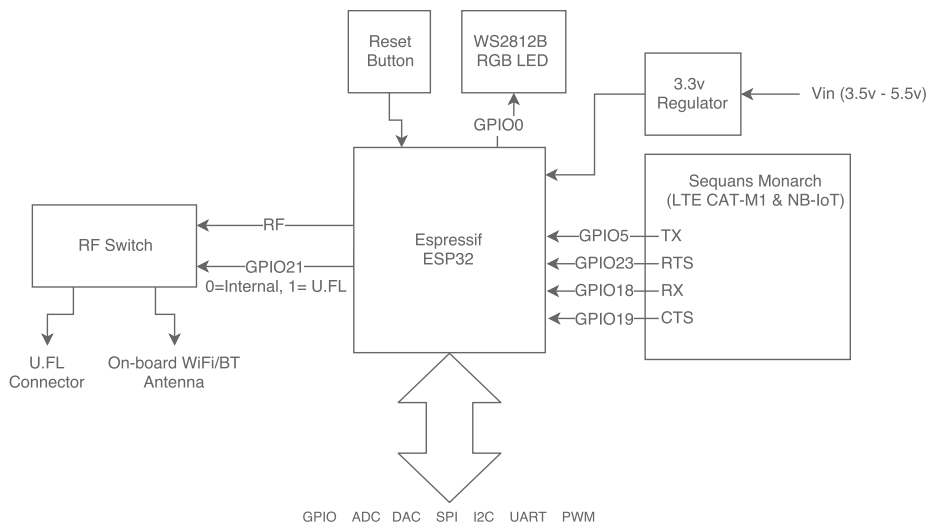 Reset
Button
WS2812B
RGB LED
3.3v
Regulator
Vin (3.5v - 5.5v)
GPIO0
Sequans Monarch
(LTE CAT-M1 & NB-IoT)
Espressif
ESP32
RF Switch
RF
GPIO21
0=Internal, 1= U.FL
GPIO5 TX
GPIO23 RTS
GPIO18 RX
GPIO19 CTS
U.FL
Connector
On-board WiFi/BT
Antenna
GPIO ADC DAC SPI I2C UART PWM